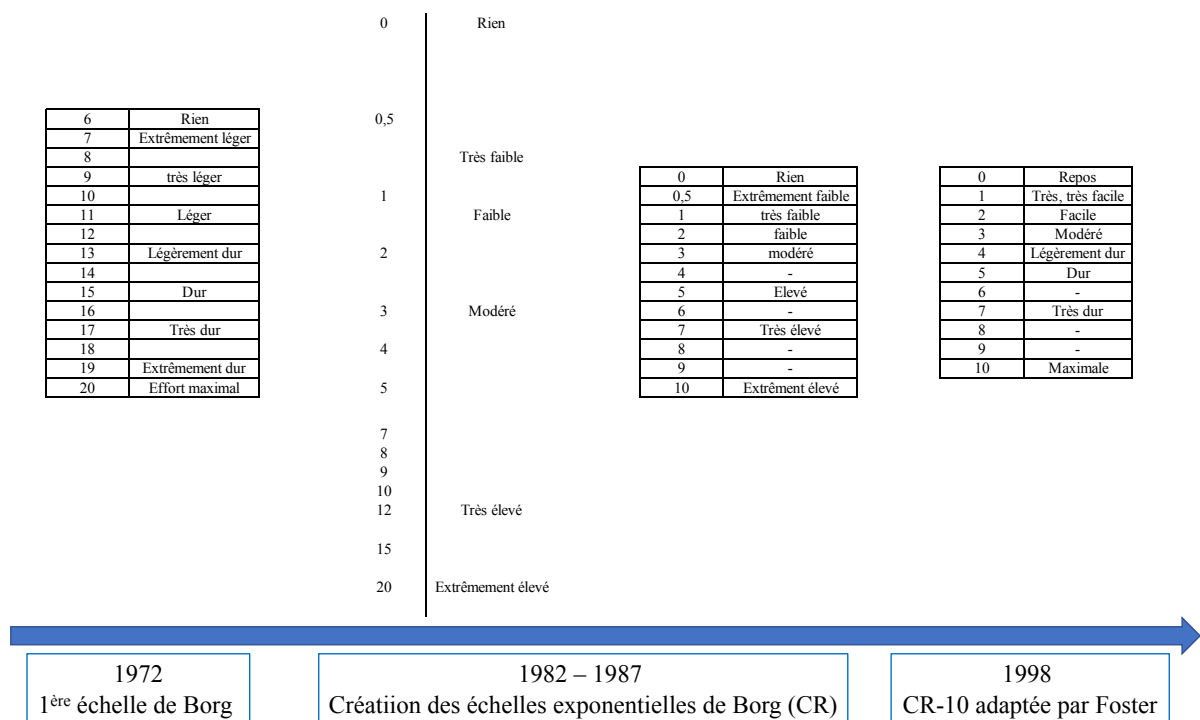 6 Rien
7 Extrêmement léger
8
9 très léger
10
11 Léger
12
13 Légèrement dur
14
15 Dur
16
17 Très dur
18
19 Extrêmement dur
20 Effort maximal
0 Rien
0,5
Très faible
1
Faible
2
3 Modéré
4
5
7
8
9
10
12 Très élevé
15
20 Extrêmement élevé
0 Rien
0,5 Extrêmement faible
1 très faible
2 faible
3 modéré
4 -
5 Elevé
6 -
7 Très élevé
8 -
9 -
10 Extrêment élevé
0 Repos
1 Très, très facile
2 Facile
3 Modéré
4 Légèrement dur
5 Dur
6 -
7 Très dur
8 -
9 -
10 Maximale
1972
1ère échelle de Borg
1982 – 1987
Créatiion des échelles exponentielles de Borg (CR)
1998
CR-10 adaptée par Foster